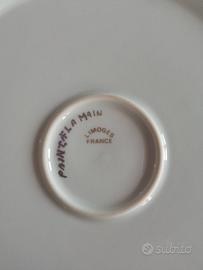 PEINT À LA MAIN
LIMOGES
FRANCE
subito